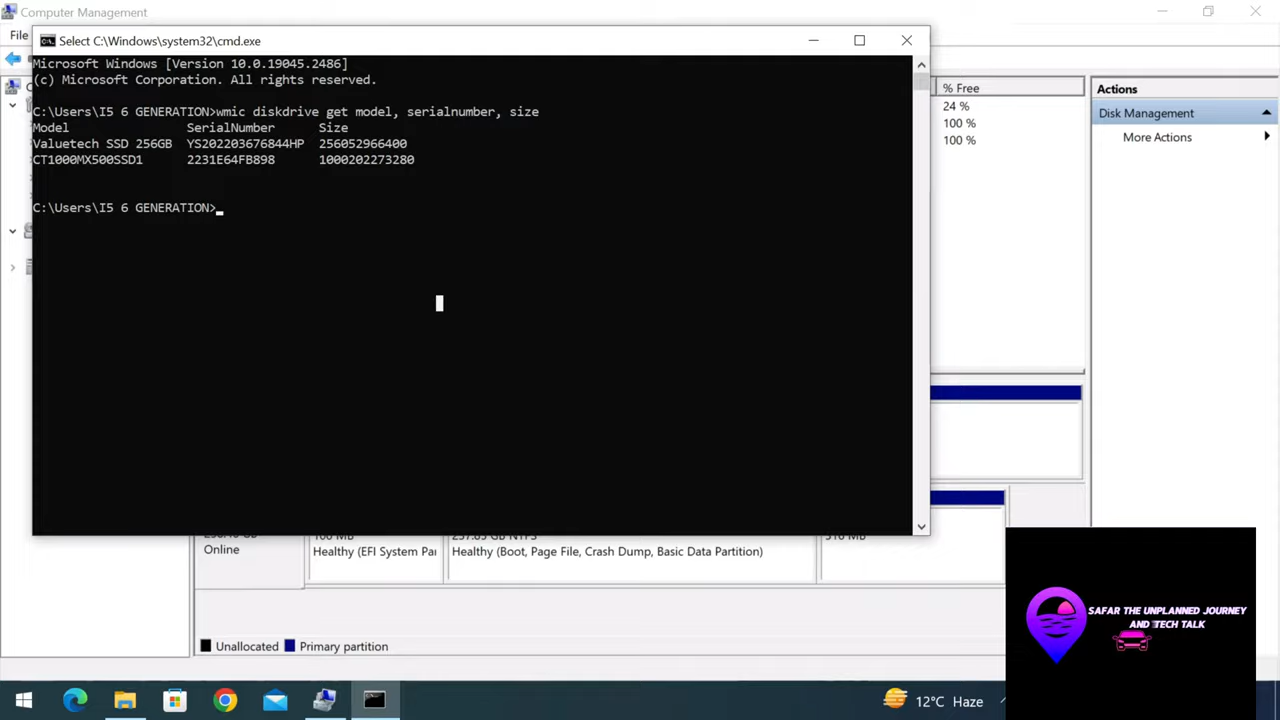 Computer Management
File
Select C:\Windows\system32\cmd.exe
Microsoft Windows [Version 10.0.19045.2486]
(c) Microsoft Corporation. All rights reserved.
C:\Users\I5 6 GENERATION>wmic diskdrive get model, serialnumber, size
Model SerialNumber Size
Valuetech SSD 256GB YS202203676844HP 256052966400
CT1000MX500SSD1 2231E64FB898 1000202273280
C:\Users\I5 6 GENERATION>
% Free
24 %
100 %
100 %
Actions
Disk Management
More Actions
Online
Healthy (EFI System Par
Healthy (Boot, Page File, Crash Dump, Basic Data Partition)
Unallocated Primary partition
SAFAR THE UNPLANNED JOURNEY
AND TECH TALK
12°C Haze